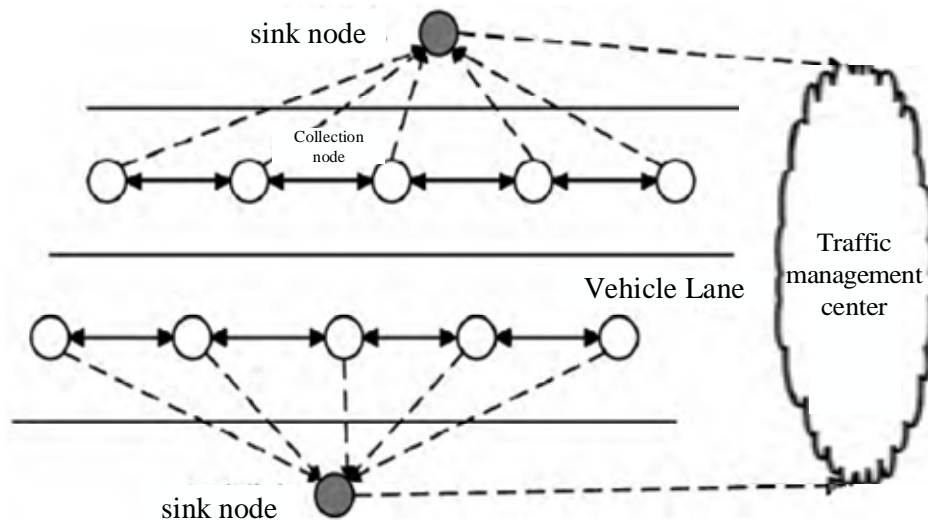 sink node
Collection
node
Traffic
management
center
Vehicle Lane
sink node